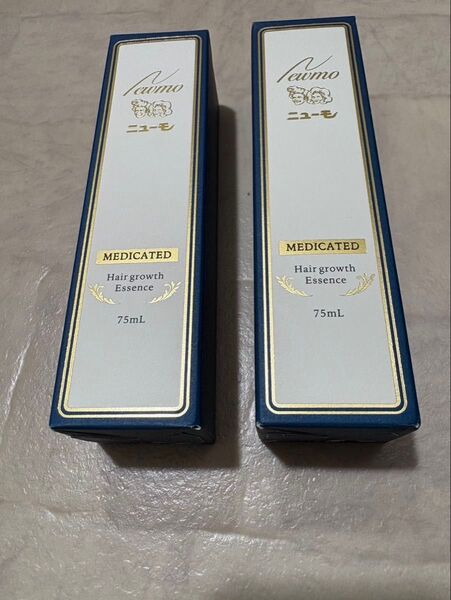 Newmo
ニューモ
MEDICATED
Hair growth
Essence
75mL
Newmo
ニューモ
MEDICATED
Hair growth
Essence
75mL